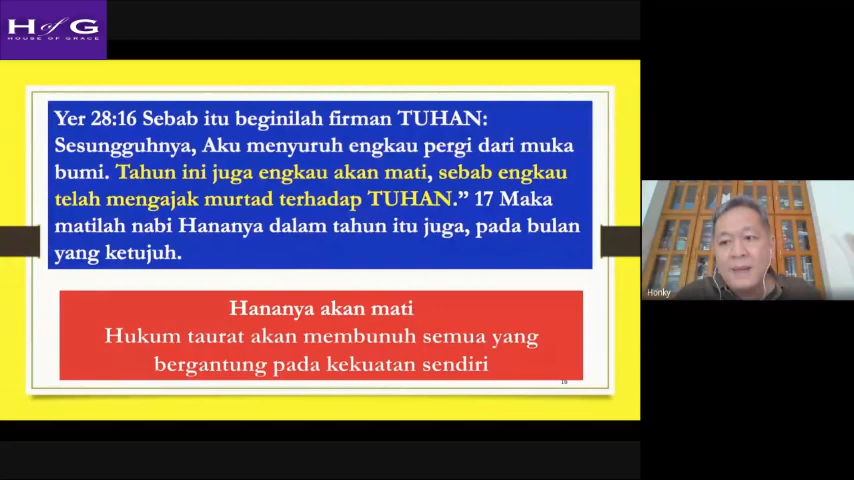 H of G
HOUSE OF GRACE
Yer 28:16 Sebab itu beginilah firman TUHAN:
Sesungguhnya, Aku menyuruh engkau pergi dari muka
bumi. Tahun ini juga engkau akan mati, sebab engkau
telah mengajak murtad terhadap TUHAN.” 17 Maka
matilah nabi Hananya dalam tahun itu juga, pada bulan
yang ketujuh.
Hananya akan mati
Hukum taurat akan membunuh semua yang
bergantung pada kekuatan sendiri
16
Honky